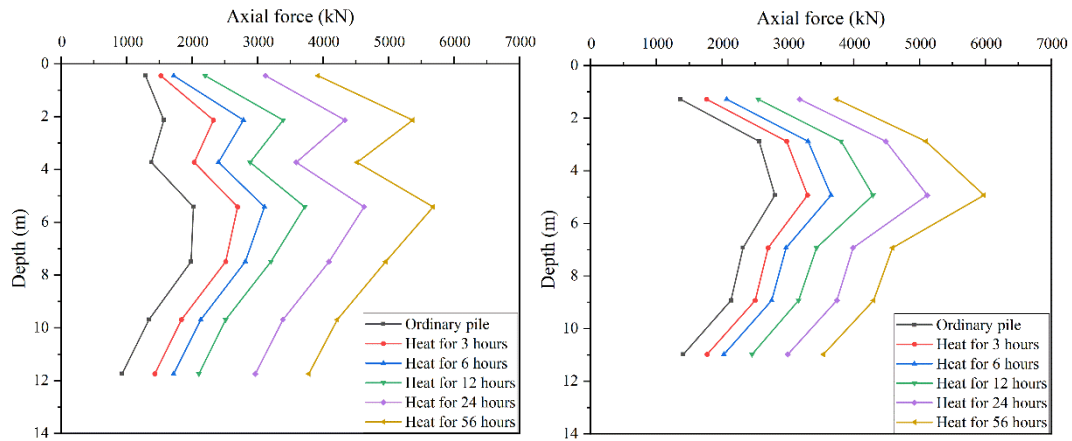 Axial force (kN)
0 1000 2000 3000 4000 5000 6000 7000
0
2
4
6
8
10
12
14
Depth (m)
Ordinary pile
Heat for 3 hours
Heat for 6 hours
Heat for 12 hours
Heat for 24 hours
Heat for 56 hours
Axial force (kN)
0 1000 2000 3000 4000 5000 6000 7000
0
2
4
6
8
10
12
14
Depth (m)
Ordinary pile
Heat for 3 hours
Heat for 6 hours
Heat for 12 hours
Heat for 24 hours
Heat for 56 hours